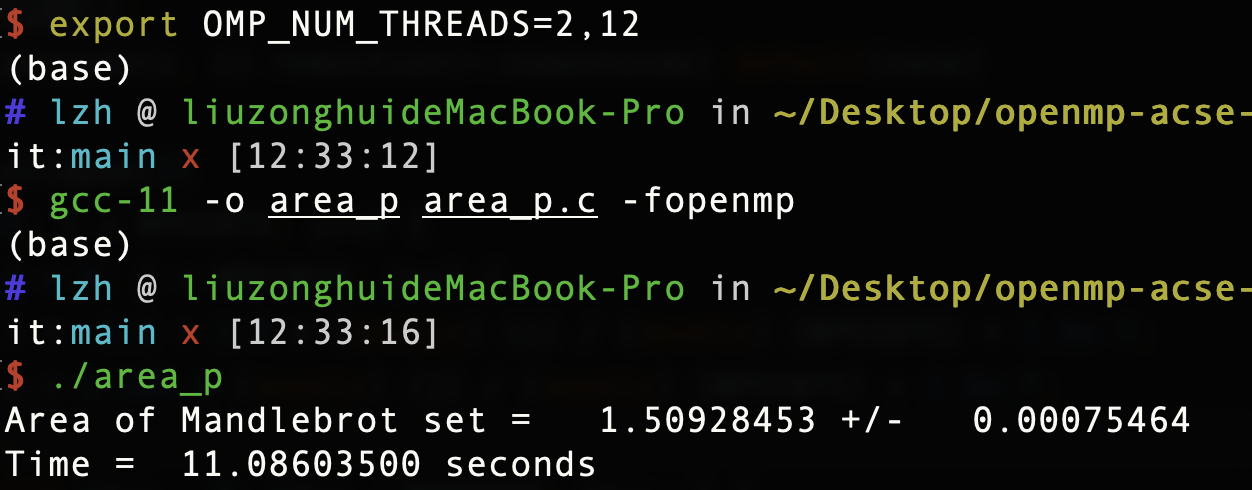 $ export OMP_NUM_THREADS=2,12
(base)
# lzh @ liuzonghuideMacBook-Pro in ~/Desktop/openmp-acse-
it:main x [12:33:12]
$ gcc-11 -o area_p area_p.c -fopenmp
(base)
# lzh @ liuzonghuideMacBook-Pro in ~/Desktop/openmp-acse-
it:main x [12:33:16]
$ ./area_p
Area of Mandlebrot set =   1.50928453 +/-   0.00075464
Time =  11.08603500 seconds